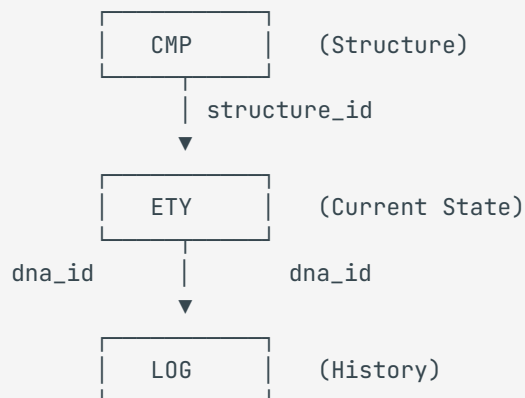 CMP (Structure)
structure_id
ETY (Current State)
dna_id dna_id
LOG (History)